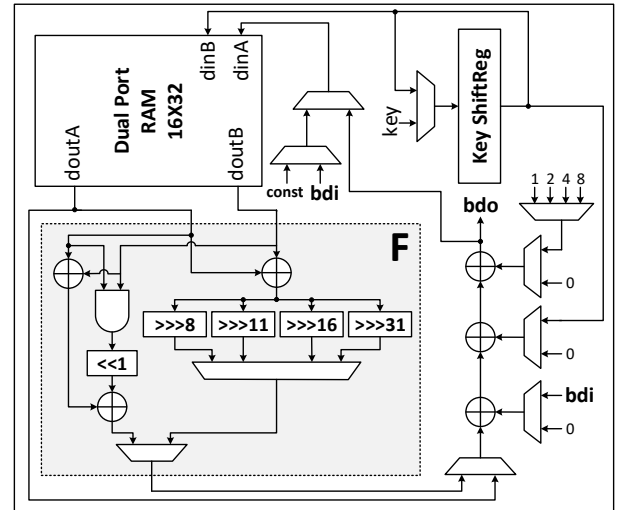 dinB
dinA
Dual Port
RAM
16X32
doutA
doutB
key
Key ShiftReg
const
bdi
bdo
1 2 4 8
0
F
>>>8
>>>11
>>>16
>>>31
0
<<1
bdi
0